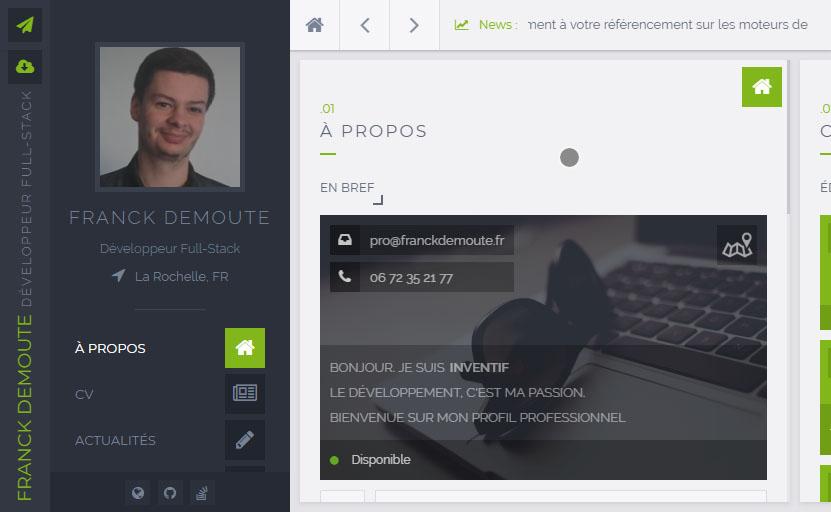 FRANCK DEMOUTE DÉVELOPPEUR FULL-STACK
FRANCK DEMOUTE
Développeur Full-Stack
La Rochelle, FR
À PROPOS
CV
ACTUALITÉS
News : ment à votre référencement sur les moteurs de
.01
À PROPOS
EN BREF
pro@franckdemoute.fr
06 72 35 21 77
BONJOUR. JE SUIS INVENTIF
LE DÉVELOPPEMENT, C'EST MA PASSION.
BIENVENUE SUR MON PROFIL PROFESSIONNEL
Disponible